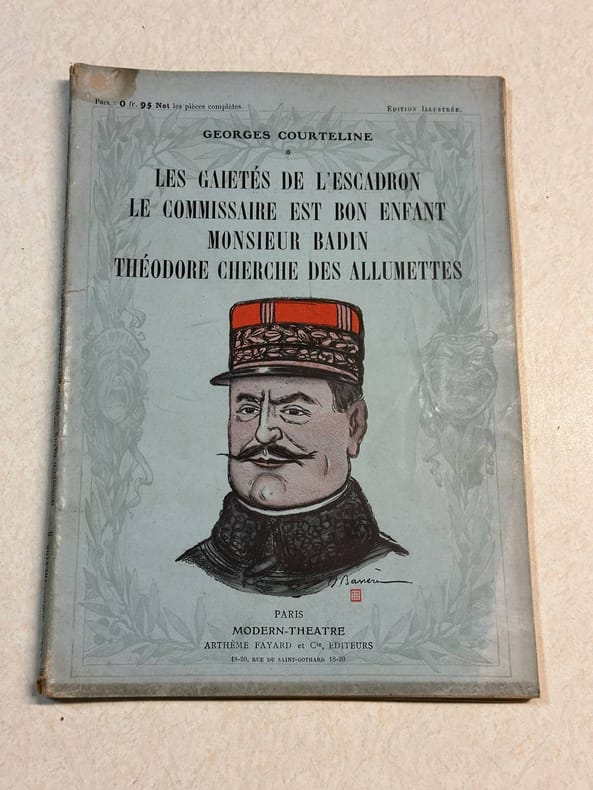 Prix : 0 fr. 95 Net les pièces complètes.
Édition Illustrée.
GEORGES COURTELINE
LES GAIETÉS DE L'ESCADRON
LE COMMISSAIRE EST BON ENFANT
MONSIEUR BADIN
THÉODORE CHERCHE DES ALLUMETTES
Barrère
PARIS
MODERN-THEATRE
ARTHÈME FAYARD et Cie, ÉDITEURS
18-20, RUE DE SAINT-GOTHARD 18-20